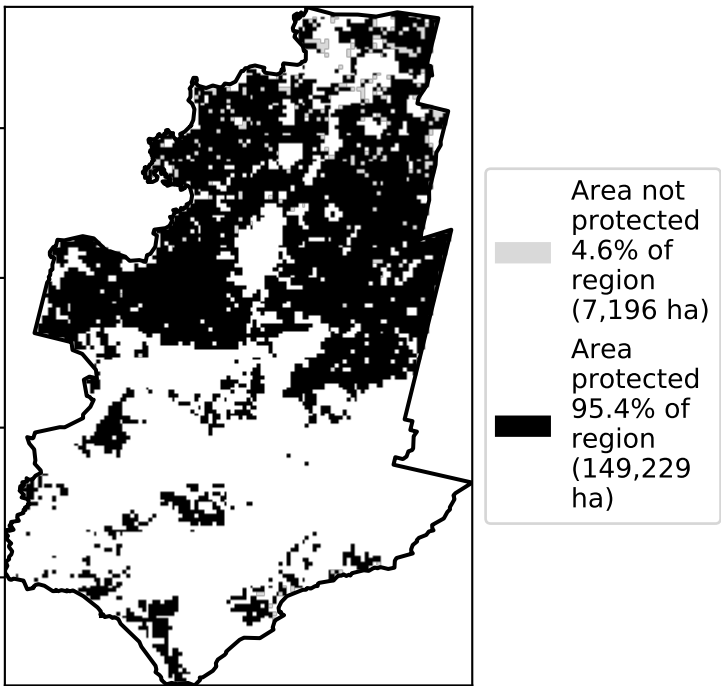 Area not
protected
4.6% of
region
(7,196 ha)
Area
protected
95.4% of
region
(149,229
ha)